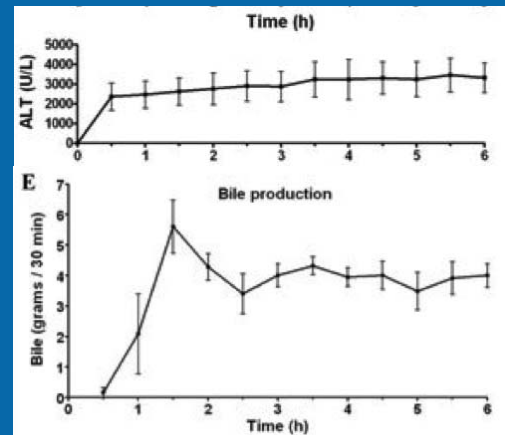 Time (h)
5000
4000
3000
2000
1000
0
ALT (U/L)
0 1 2 3 4 5 6
E
Bile production
7
6
5
4
3
2
1
0
Bile (grams / 30 min)
0 1 2 3 4 5 6
Time (h)